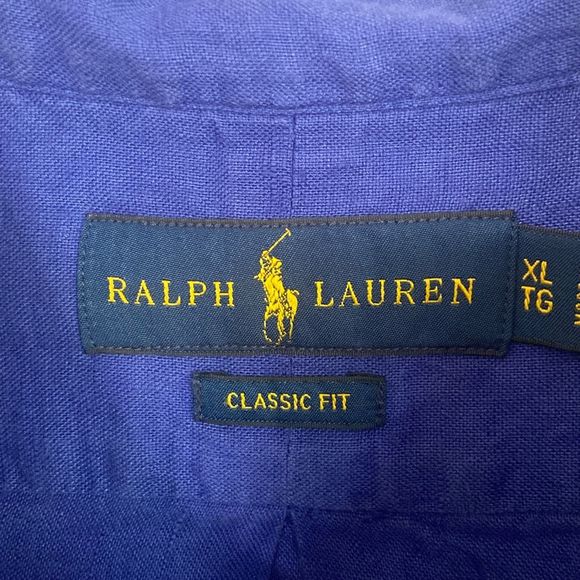 RALPH LAUREN
XL
TG
CLASSIC FIT